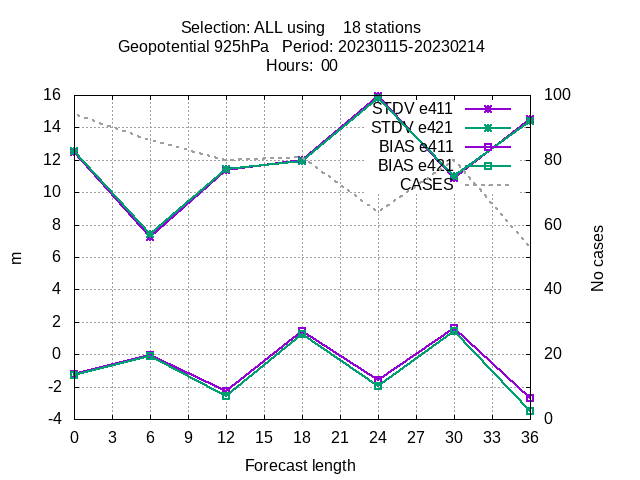 Selection: ALL using    18 stations
Geopotential 925hPa   Period: 20230115-20230214
Hours:  00
16
14
12
10
8
6
4
2
0
-2
-4
m
100
80
60
40
20
0
No cases
STDV e411
STDV e421
BIAS e411
BIAS e421
CASES
0 3 6 9 12 15 18 21 24 27 30 33 36
Forecast length